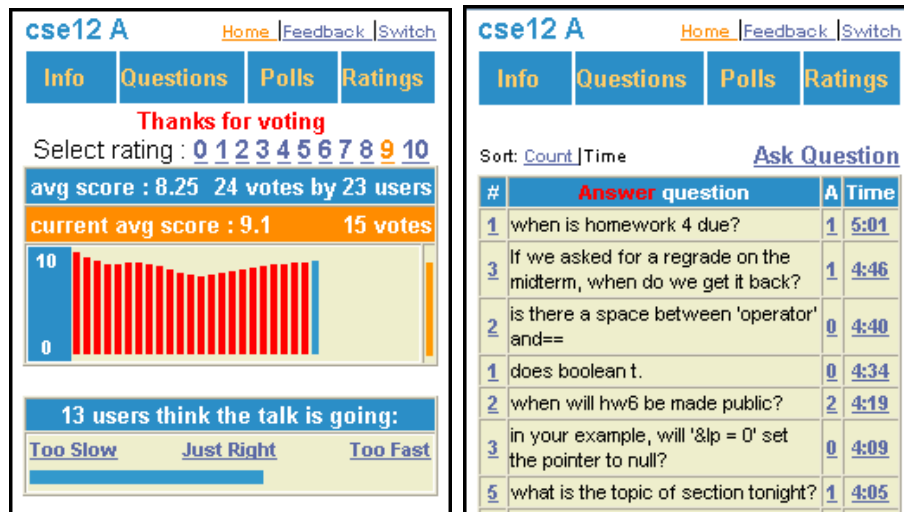 cse12 A Home |Feedback |Switch
Info Questions Polls Ratings
Thanks for voting
Select rating : 0 1 2 3 4 5 6 7 8 9 10
avg score : 8.25 24 votes by 23 users
current avg score : 9.1 15 votes
10
0
13 users think the talk is going:
Too Slow Just Right Too Fast
cse12 A Home |Feedback |Switch
Info Questions Polls Ratings
Sort: Count |Time Ask Question
# Answer question A Time
1 when is homework 4 due? 1 5:01
3 If we asked for a regrade on the
midterm, when do we get it back? 1 4:46
2 is there a space between 'operator'
and== 0 4:40
1 does boolean t. 0 4:34
2 when will hw6 be made public? 2 4:19
3 in your example, will '&lp = 0' set
the pointer to null? 0 4:09
5 what is the topic of section tonight? 1 4:05